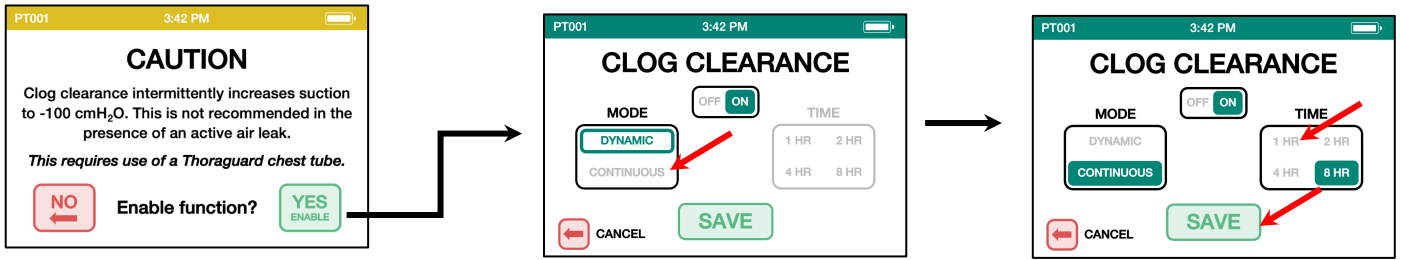 PT001 3:42 PM
CAUTION
Clog clearance intermittently increases suction
to -100 cmH₂O. This is not recommended in the
presence of an active air leak.
This requires use of a Thoraguard chest tube.
NO
Enable function?
YES
ENABLE
PT001 3:42 PM
CLOG CLEARANCE
OFF ON
MODE
DYNAMIC
CONTINUOUS
TIME
1 HR 2 HR
4 HR 8 HR
CANCEL
SAVE
PT001 3:42 PM
CLOG CLEARANCE
OFF ON
MODE
DYNAMIC
CONTINUOUS
TIME
1 HR 2 HR
4 HR 8 HR
CANCEL
SAVE